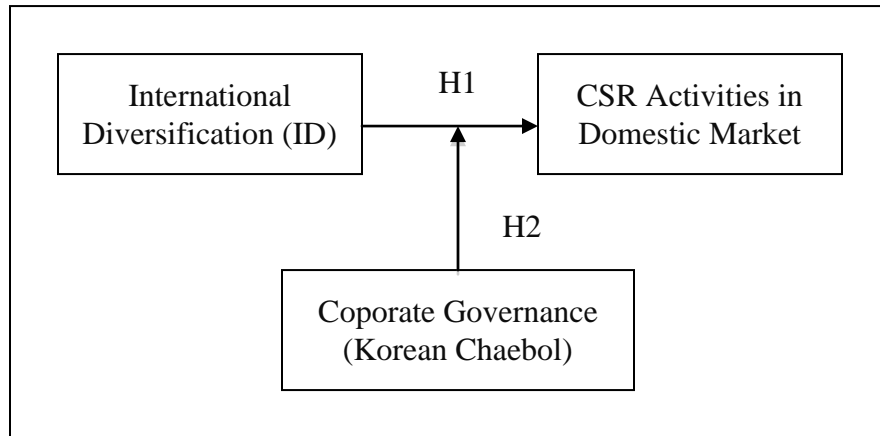 International
Diversification (ID)
H1
CSR Activities in
Domestic Market
H2
Coporate Governance
(Korean Chaebol)